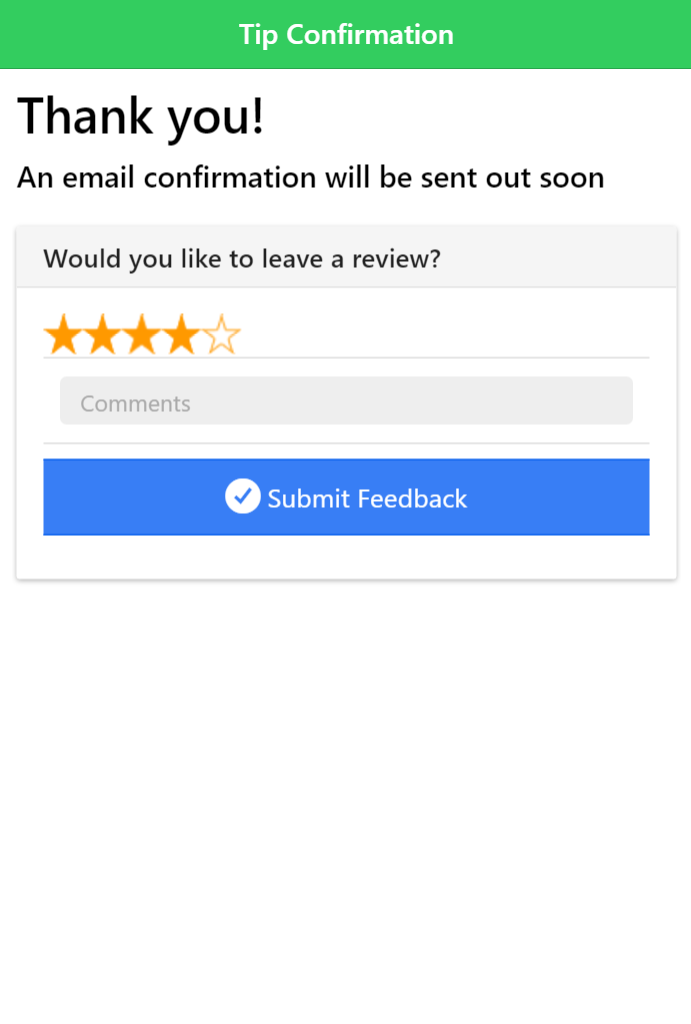 Tip Confirmation
Thank you!
An email confirmation will be sent out soon
Would you like to leave a review?
Comments
Submit Feedback